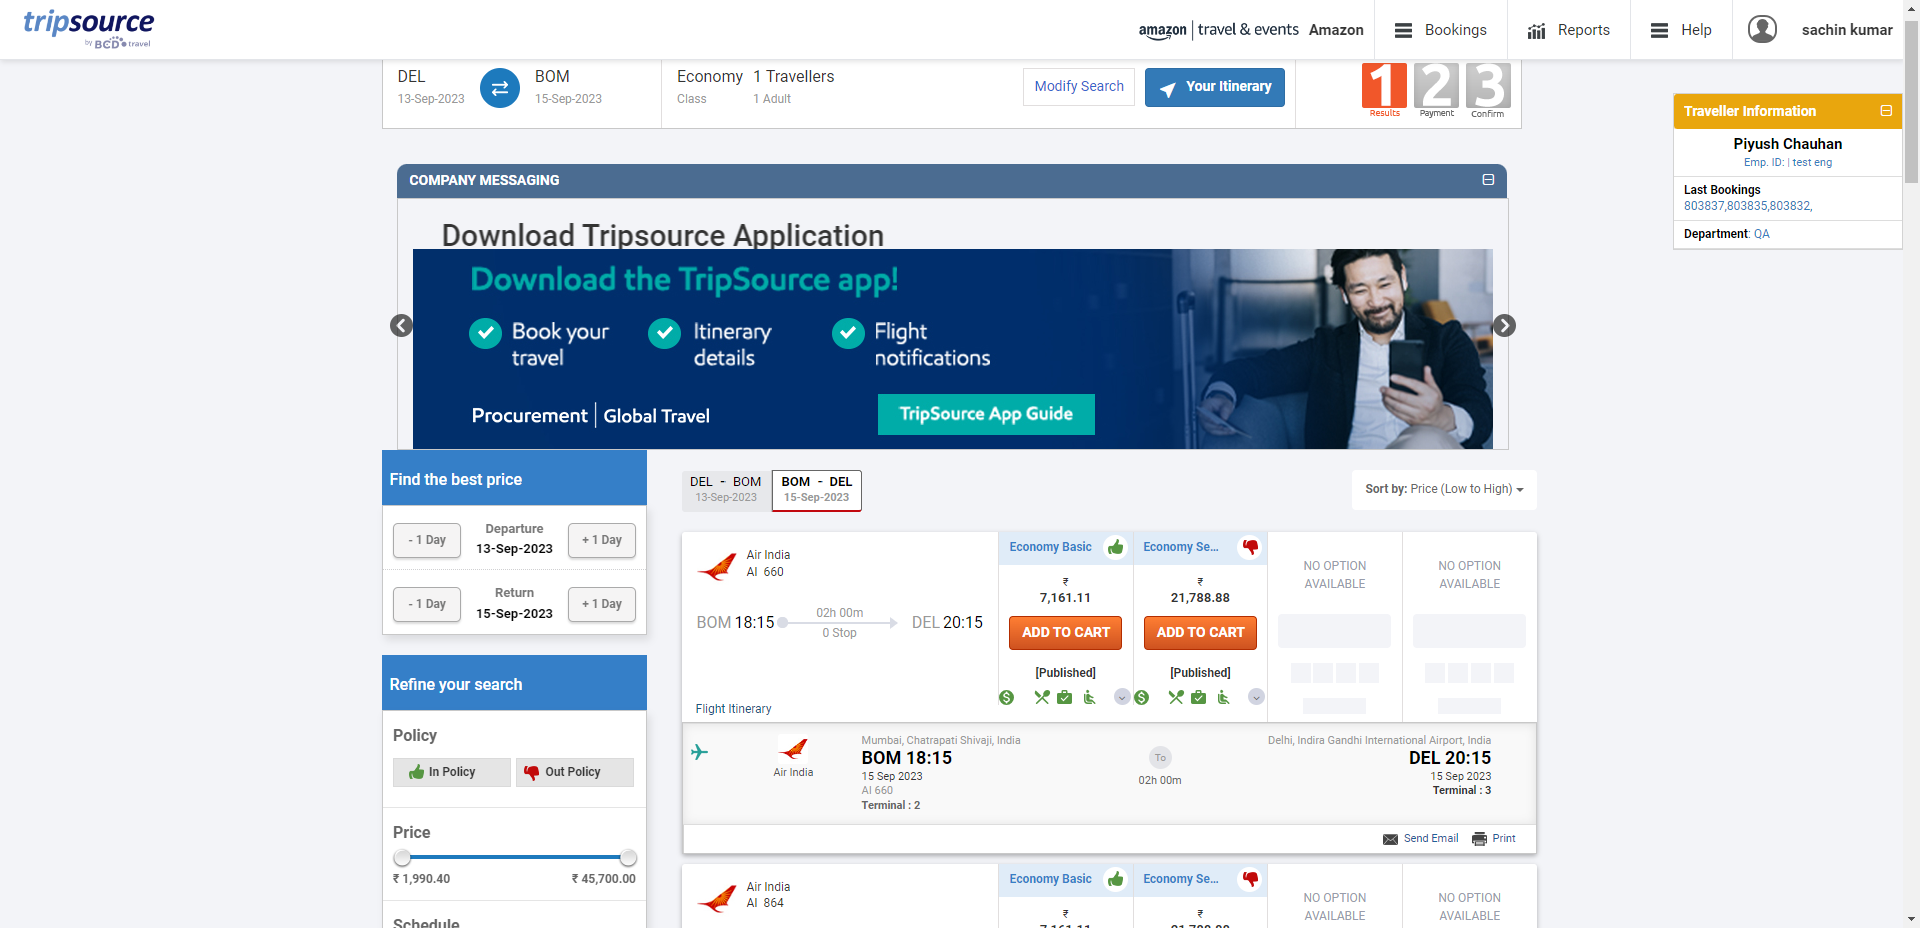 tripsource
by BCD travel
amazon | travel & events Amazon
Bookings
Reports
Help
sachin kumar
DEL
13-Sep-2023
BOM
15-Sep-2023
Economy
Class
1 Travellers
1 Adult
Modify Search
Your Itinerary
1 2 3
Results Payment Confirm
Traveller Information
Piyush Chauhan
Emp. ID: | test eng
Last Bookings
803837,803835,803832,
Department: QA
COMPANY MESSAGING
Download Tripsource Application
Download the TripSource app!
Book your
travel
Itinerary
details
Flight
notifications
Procurement | Global Travel
TripSource App Guide
Find the best price
- 1 Day
Departure
13-Sep-2023
+ 1 Day
- 1 Day
Return
15-Sep-2023
+ 1 Day
Refine your search
Policy
In Policy
Out Policy
Price
₹ 1,990.40
₹ 45,700.00
Schedule
DEL - BOM
13-Sep-2023
BOM - DEL
15-Sep-2023
Sort by: Price (Low to High)
Air India
AI 660
BOM 18:15
02h 00m
0 Stop
DEL 20:15
Flight Itinerary
Economy Basic
₹
7,161.11
ADD TO CART
[Published]
Economy Se...
₹
21,788.88
ADD TO CART
[Published]
NO OPTION
AVAILABLE
NO OPTION
AVAILABLE
Air India
Mumbai, Chatrapati Shivaji, India
BOM 18:15
15 Sep 2023
AI 660
Terminal : 2
To
02h 00m
Delhi, Indira Gandhi International Airport, India
DEL 20:15
15 Sep 2023
Terminal : 3
Send Email
Print
Air India
AI 864
Economy Basic
₹
7,161.11
Economy Se...
₹
21,788.88
NO OPTION
AVAILABLE
NO OPTION
AVAILABLE